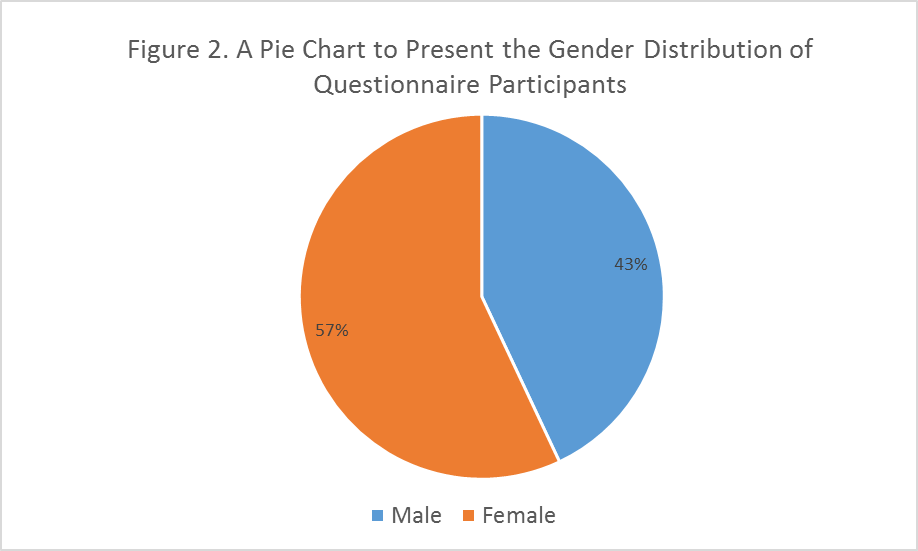 Figure 2. A Pie Chart to Present the Gender Distribution of
Questionnaire Participants
43%
57%
Male Female